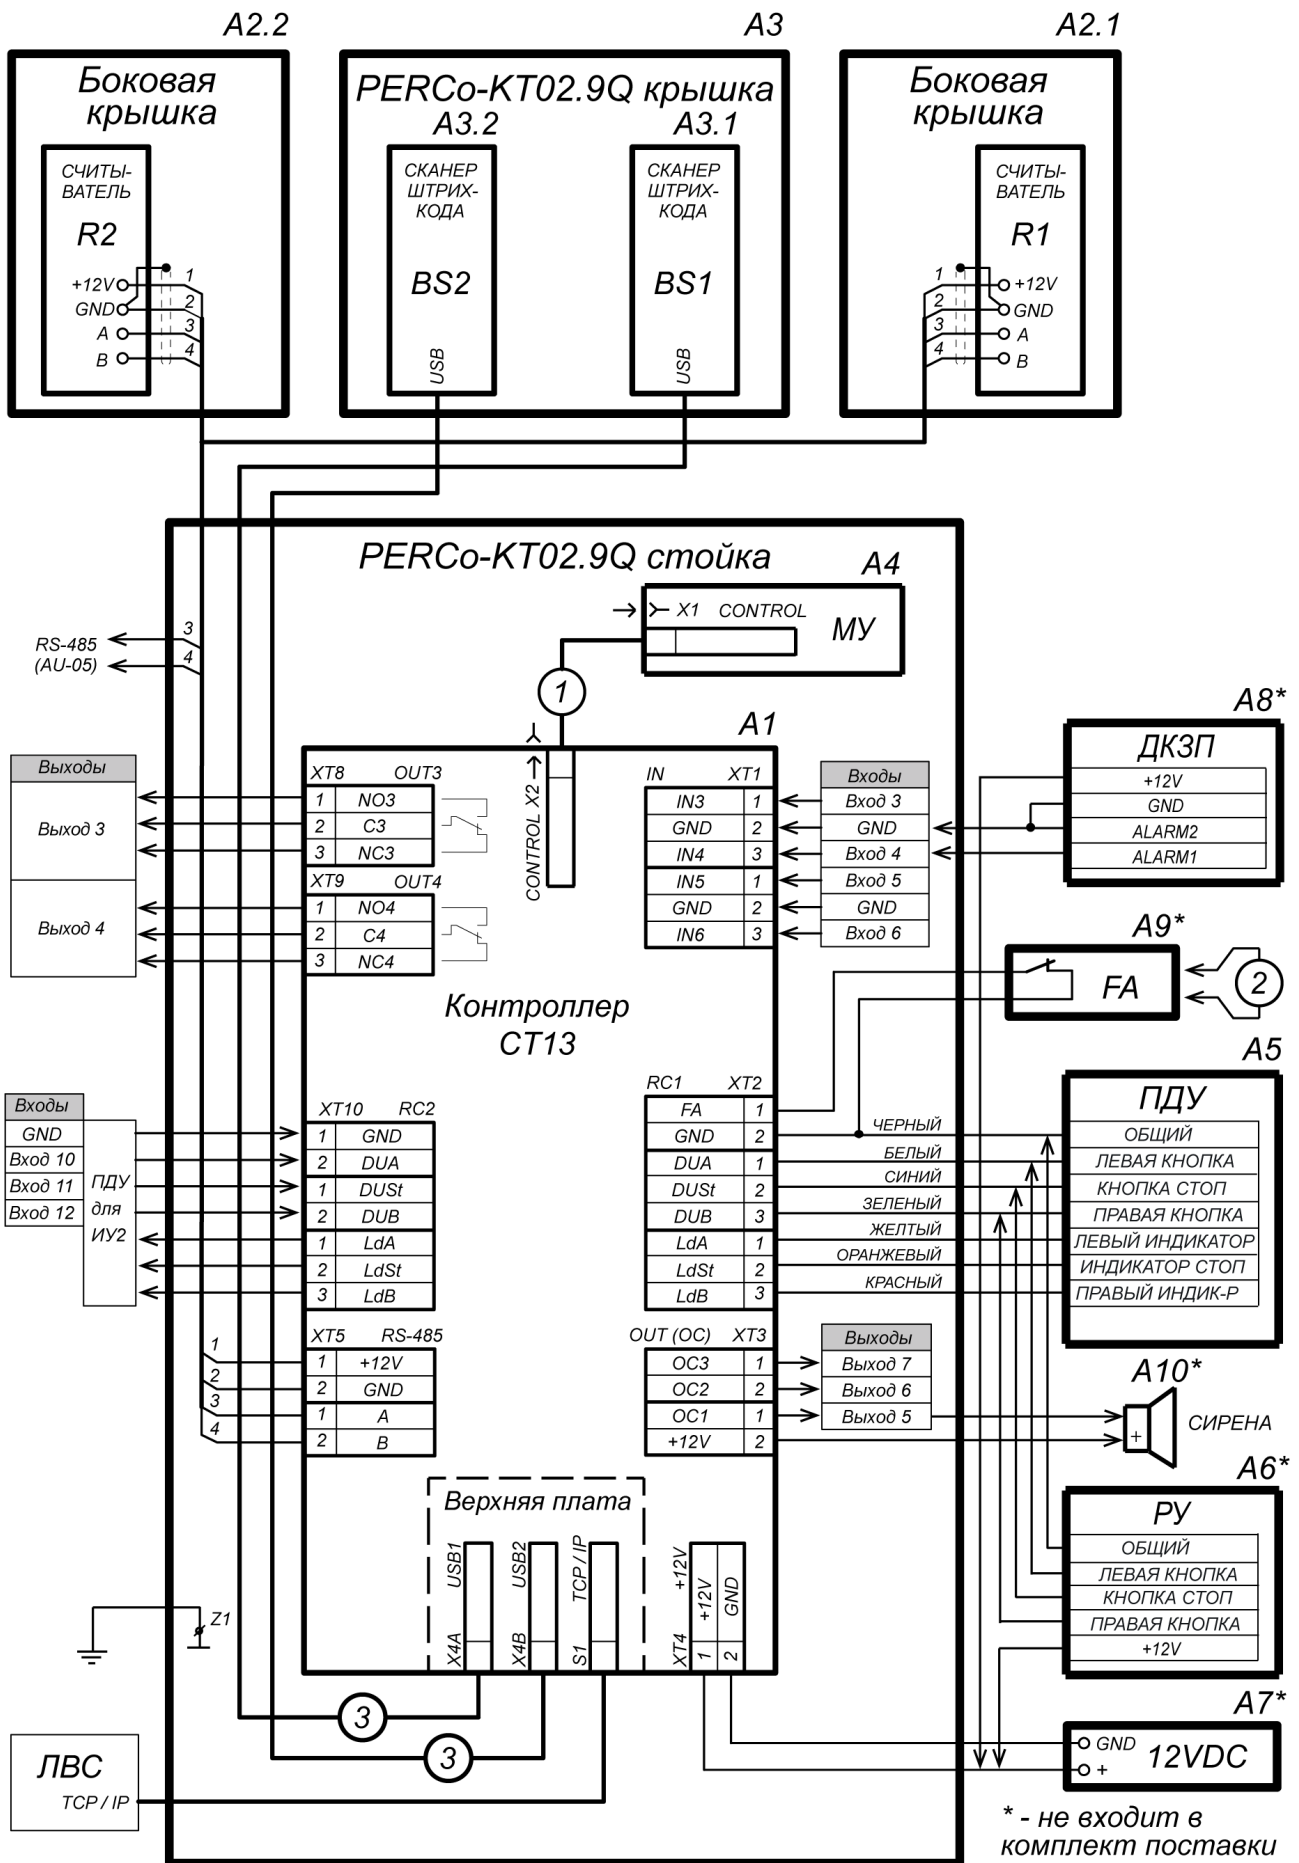 A2.2
A3
A2.1
Боковая
крышка
PERCo-KT02.9Q крышка
Боковая
крышка
A3.2
A3.1
СЧИТЫ-
ВАТЕЛЬ
R2
+12V
GND
A
B
1
2
3
4
СКАНЕР
ШТРИХ-
КОДА
BS2
USB
СКАНЕР
ШТРИХ-
КОДА
BS1
USB
СЧИТЫ-
ВАТЕЛЬ
R1
1
2
3
4
+12V
GND
A
B
PERCo-KT02.9Q стойка
A4
X1 CONTROL
МУ
RS-485
(AU-05)
3
4
1
A1
CONTROL X2
Выходы
Выход 3
Выход 4
XT8 OUT3
1 NO3
2 C3
3 NC3
XT9 OUT4
1 NO4
2 C4
3 NC4
IN XT1
IN3 1
GND 2
IN4 3
IN5 1
GND 2
IN6 3
Входы
Вход 3
GND
Вход 4
Вход 5
GND
Вход 6
A8*
ДКЗП
+12V
GND
ALARM2
ALARM1
A9*
FA
2
Контроллер
CT13
Входы
GND
Вход 10
Вход 11
Вход 12
ПДУ
для
ИУ2
XT10 RC2
1 GND
2 DUA
1 DUSt
2 DUB
1 LdA
2 LdSt
3 LdB
RC1 XT2
FA 1
GND 2
DUA 1
DUSt 2
DUB 3
LdA 1
LdSt 2
LdB 3
ЧЕРНЫЙ
БЕЛЫЙ
СИНИЙ
ЗЕЛЕНЫЙ
ЖЕЛТЫЙ
ОРАНЖЕВЫЙ
КРАСНЫЙ
A5
ПДУ
ОБЩИЙ
ЛЕВАЯ КНОПКА
КНОПКА СТОП
ПРАВАЯ КНОПКА
ЛЕВЫЙ ИНДИКАТОР
ИНДИКАТОР СТОП
ПРАВЫЙ ИНДИК-Р
1
2
3
4
XT5 RS-485
1 +12V
2 GND
1 A
2 B
OUT (OC) XT3
OC3 1
OC2 2
OC1 1
+12V 2
Выходы
Выход 7
Выход 6
Выход 5
A10*
+
СИРЕНА
A6*
РУ
ОБЩИЙ
ЛЕВАЯ КНОПКА
КНОПКА СТОП
ПРАВАЯ КНОПКА
+12V
Верхняя плата
X4A USB1
X4B USB2
S1 TCP / IP
XT4 +12V
1 +12V
2 GND
Z1
3
3
A7*
GND
+
12VDC
ЛВС
TCP / IP
* - не входит в
комплект поставки